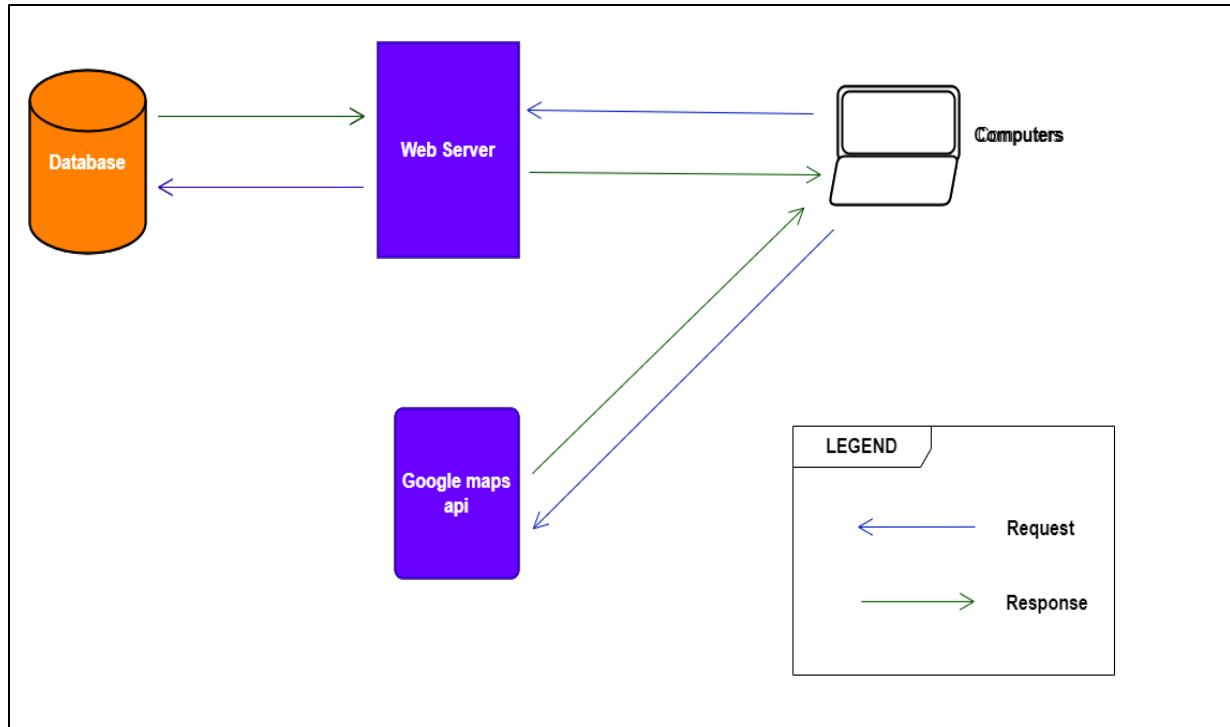 Database
Web Server
Computers
Google maps
api
LEGEND
Request
Response